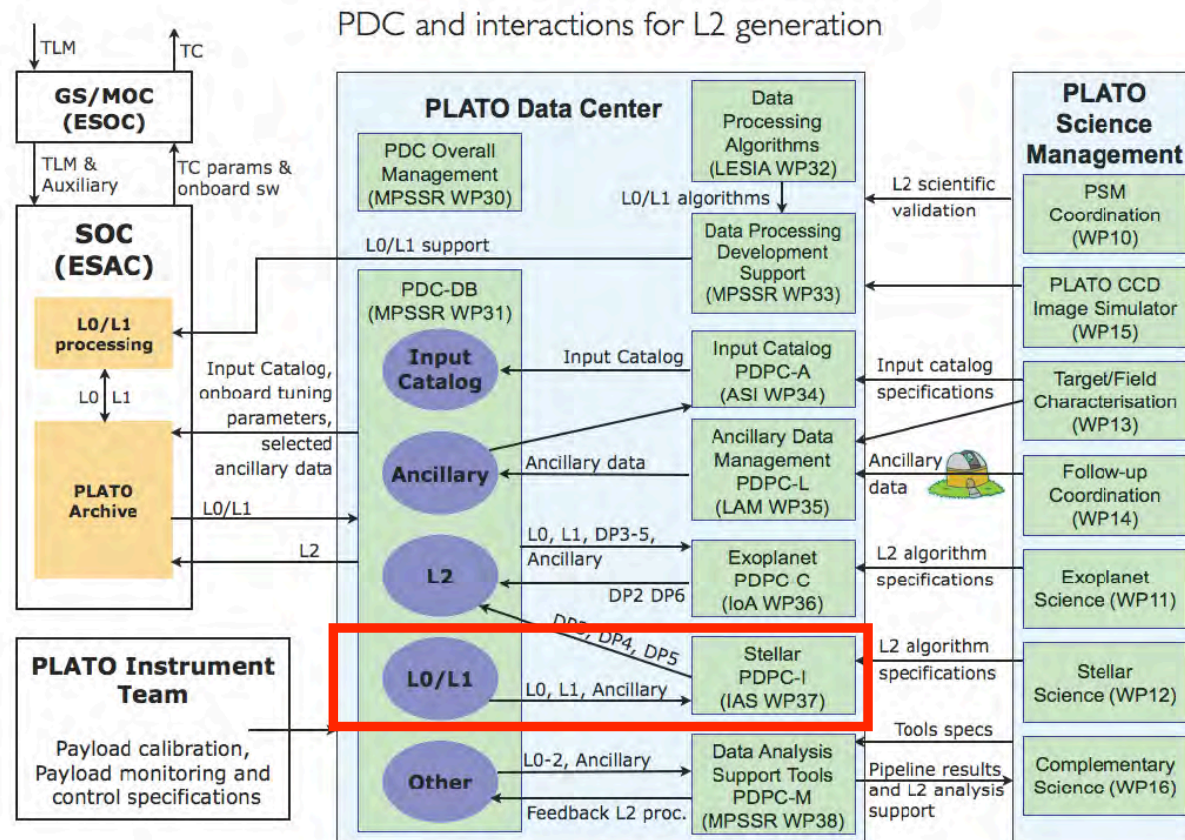 PDC and interactions for L2 generation
TLM
TC
GS/MOC
(ESOC)
TLM &
Auxiliary
TC params &
onboard sw
SOC
(ESAC)
L0/L1
processing
L0
L1
PLATO
Archive
PLATO Instrument
Team
Payload calibration,
Payload monitoring and
control specifications
L0/L1 support
Input Catalog,
onboard tuning
parameters,
selected
ancillary data
L0/L1
L2
PLATO Data Center
PDC Overall
Management
(MPSSR WP30)
Data
Processing
Algorithms
(LESIA WP32)
L0/L1 algorithms
Data Processing
Development
Support
(MPSSR WP33)
PDC-DB
(MPSSR WP31)
Input
Catalog
Input Catalog
Input Catalog
PDPC-A
(ASI WP34)
Ancillary
Ancillary data
Ancillary Data
Management
PDPC-L
(LAM WP35)
L2
L0, L1, DP3-5,
Ancillary
DP2 DP6
Exoplanet
PDPC-C
(IoA WP36)
DP3, DP4, DP5
L0/L1
L0, L1, Ancillary
Stellar
PDPC-I
(IAS WP37)
Other
L0-2, Ancillary
Feedback L2 proc.
Data Analysis
Support Tools
PDPC-M
(MPSSR WP38)
L2 scientific
validation
Input catalog
specifications
Ancillary
data
L2 algorithm
specifications
L2 algorithm
specifications
Tools specs
Pipeline results
and L2 analysis
support
PLATO
Science
Management
PSM
Coordination
(WP10)
PLATO CCD
Image Simulator
(WP15)
Target/Field
Characterisation
(WP13)
Follow-up
Coordination
(WP14)
Exoplanet
Science (WP11)
Stellar
Science (WP12)
Complementary
Science (WP16)